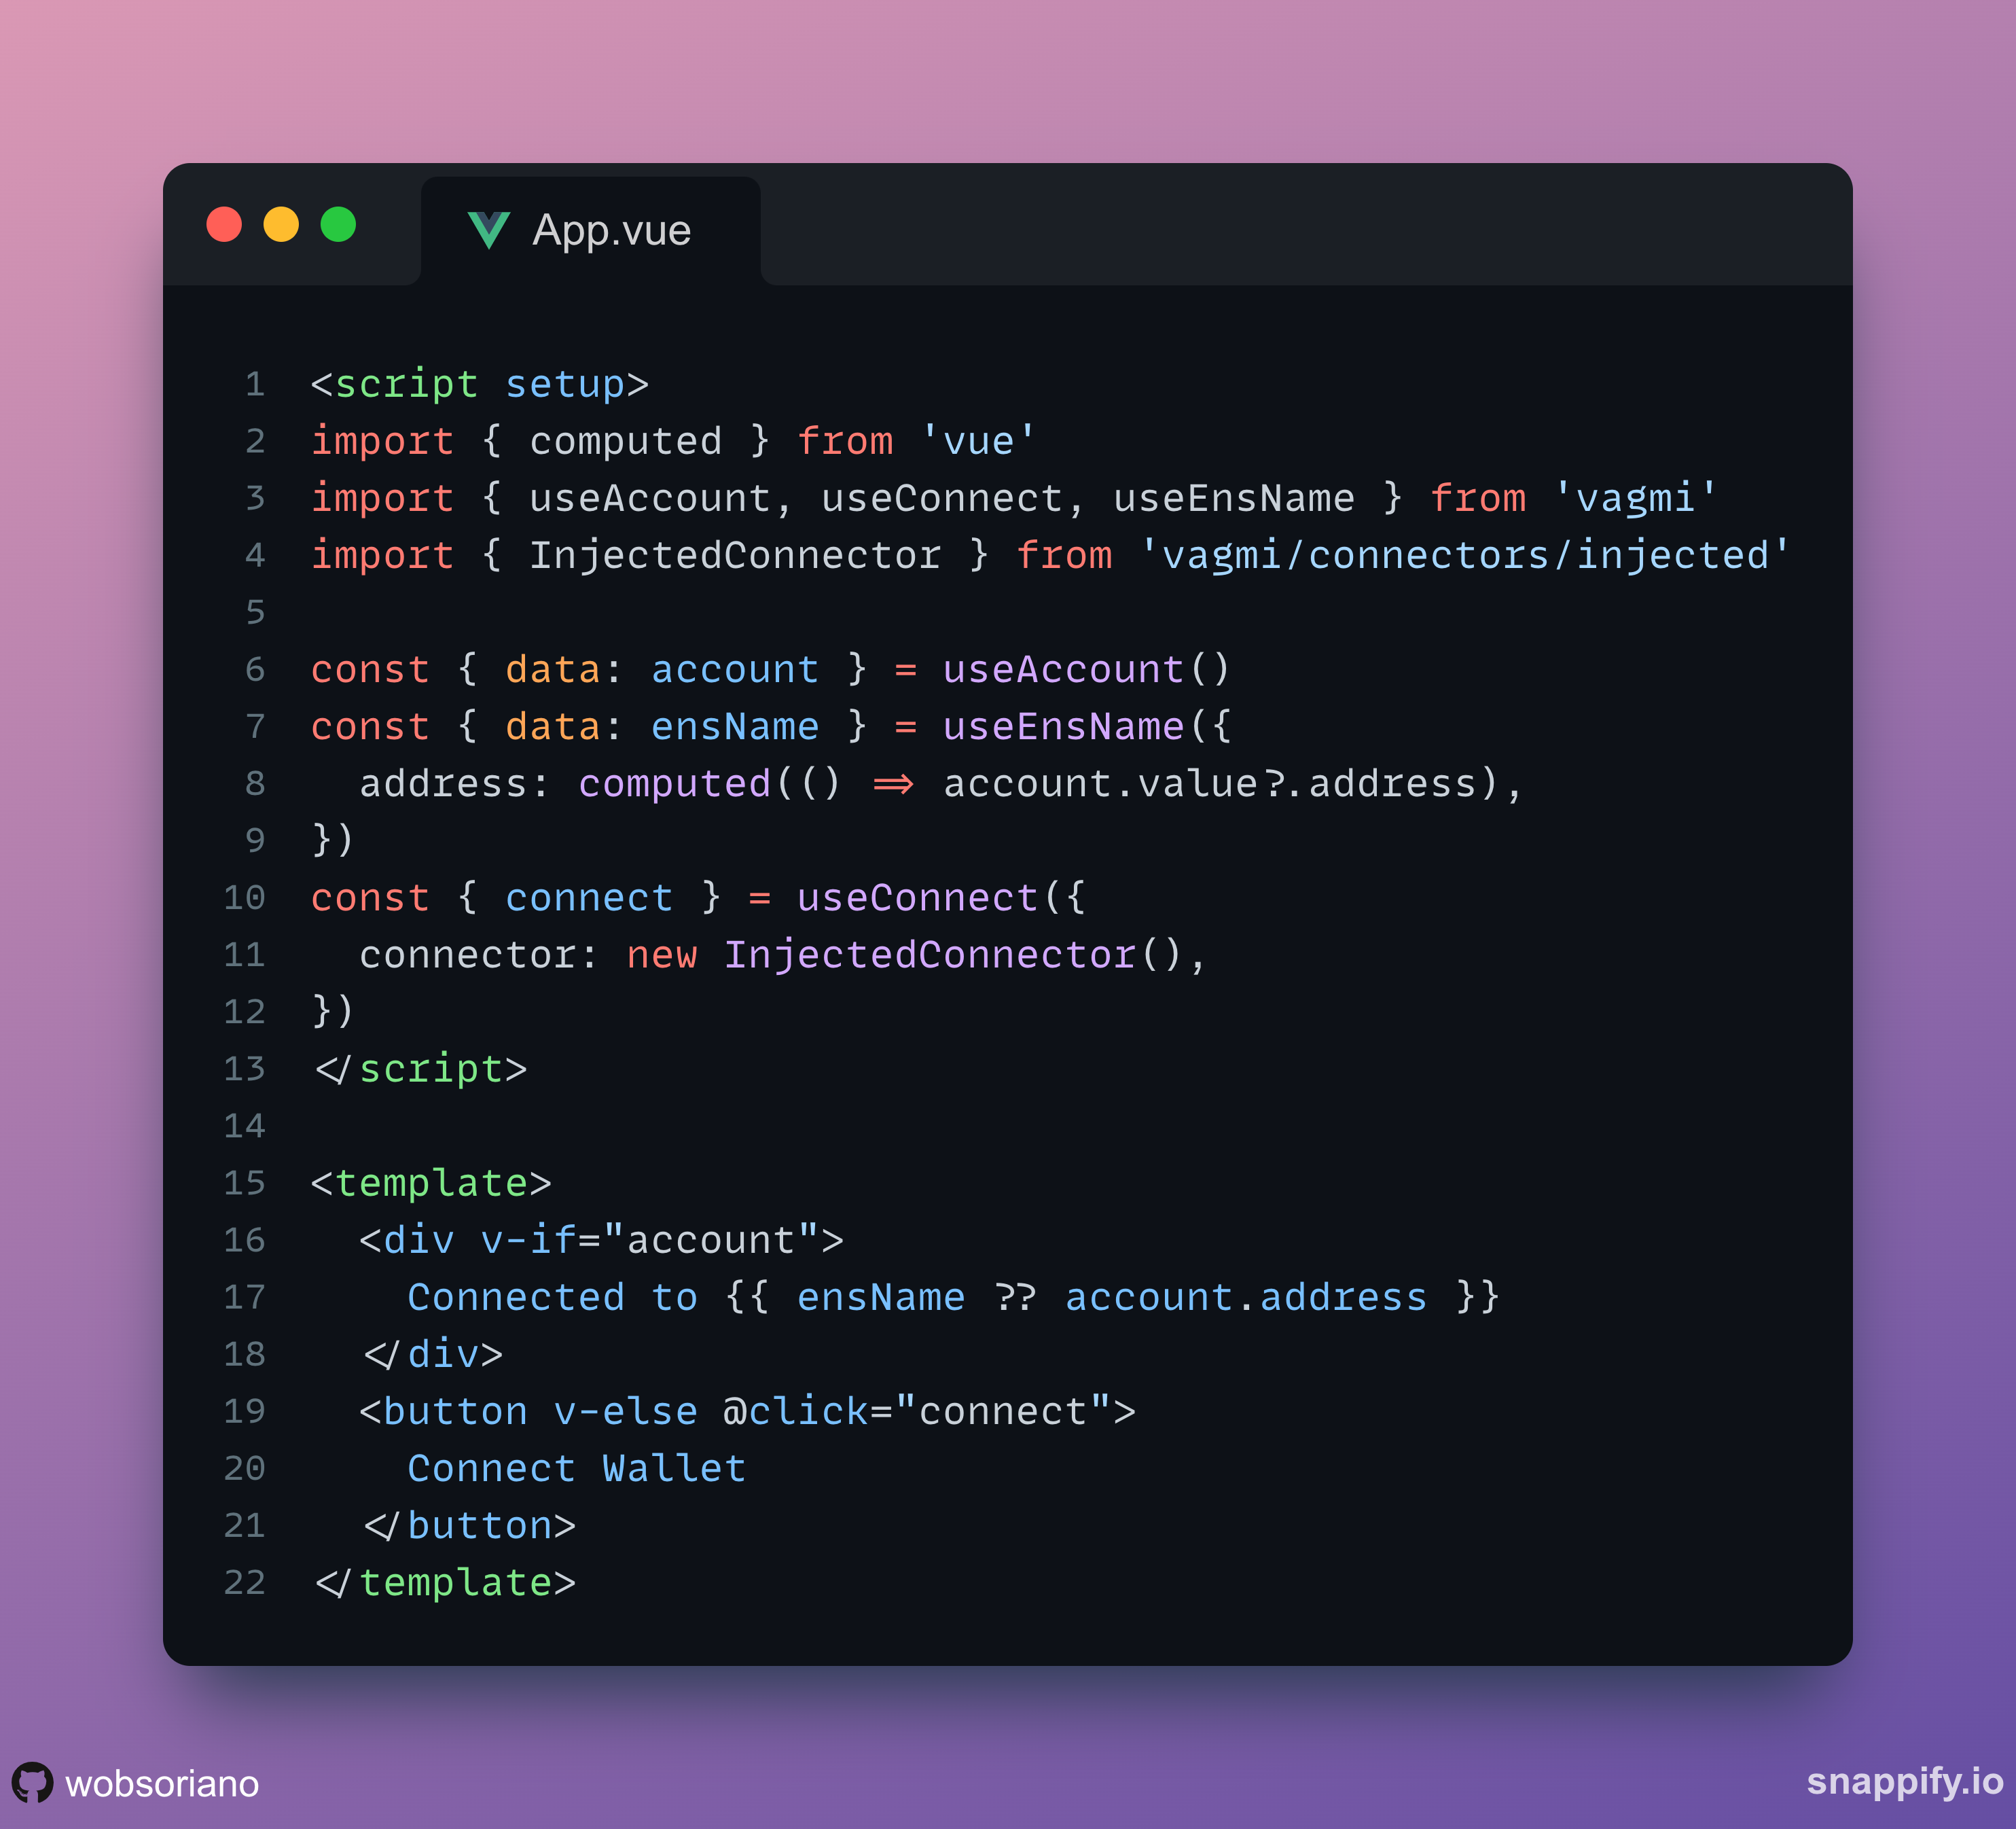 App.vue
1 <script setup>
2 import { computed } from 'vue'
3 import { useAccount, useConnect, useEnsName } from 'vagmi'
4 import { InjectedConnector } from 'vagmi/connectors/injected'
5
6 const { data: account } = useAccount()
7 const { data: ensName } = useEnsName({
8   address: computed(() => account.value?.address),
9 })
10 const { connect } = useConnect({
11   connector: new InjectedConnector(),
12 })
13 </script>
14
15 <template>
16   <div v-if="account">
17     Connected to {{ ensName ?? account.address }}
18   </div>
19   <button v-else @click="connect">
20     Connect Wallet
21   </button>
22 </template>
wobsoriano
snappify.io